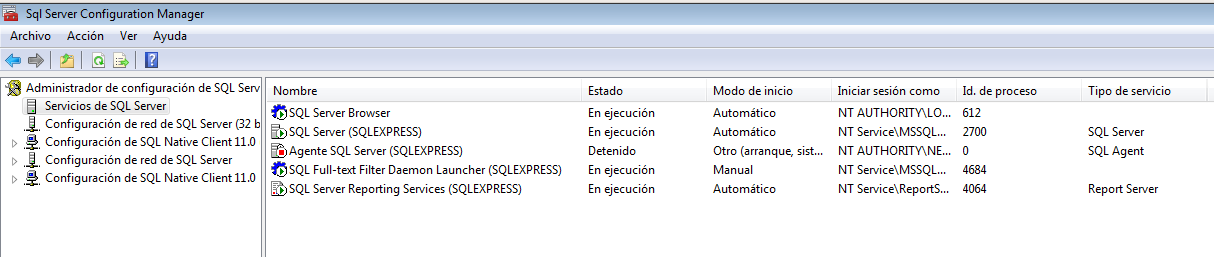 Sql Server Configuration Manager
Archivo Acción Ver Ayuda
Administrador de configuración de SQL Serv
Servicios de SQL Server
Configuración de red de SQL Server (32 b
Configuración de SQL Native Client 11.0
Configuración de red de SQL Server
Configuración de SQL Native Client 11.0
Nombre Estado Modo de inicio Iniciar sesión como Id. de proceso Tipo de servicio
SQL Server Browser En ejecución Automático NT AUTHORITY\LO... 612
SQL Server (SQLEXPRESS) En ejecución Automático NT Service\MSSQL... 2700 SQL Server
Agente SQL Server (SQLEXPRESS) Detenido Otro (arranque, sist... NT AUTHORITY\NE... 0 SQL Agent
SQL Full-text Filter Daemon Launcher (SQLEXPRESS) En ejecución Manual NT Service\MSSQL... 4684
SQL Server Reporting Services (SQLEXPRESS) En ejecución Automático NT Service\ReportS... 4064 Report Server